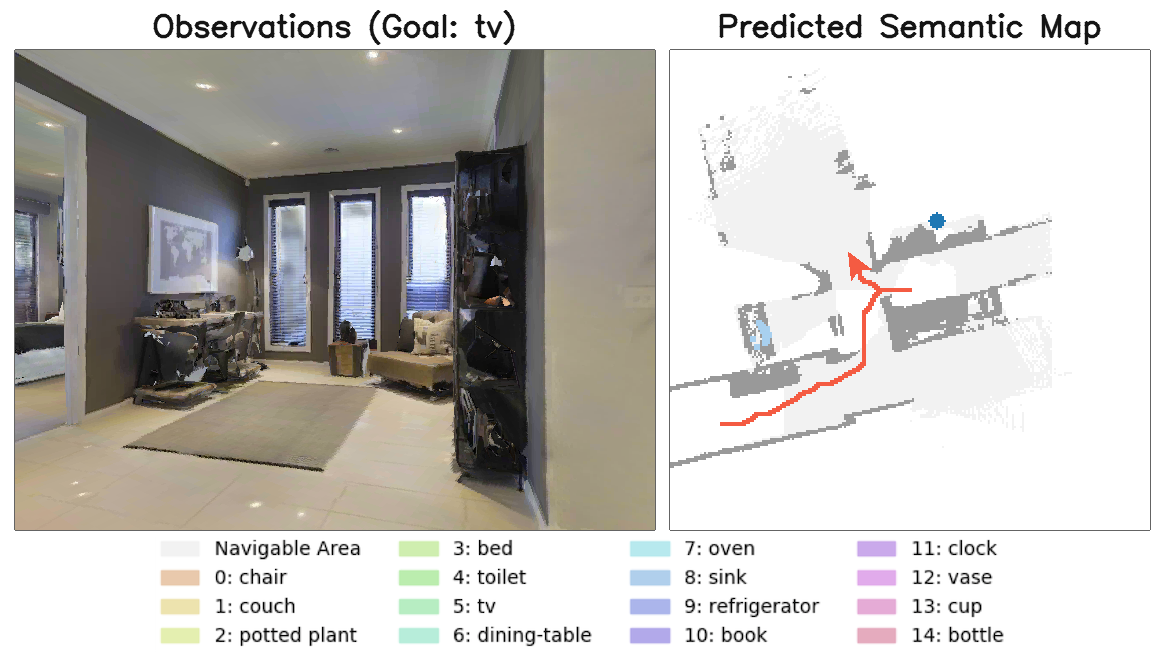 Observations (Goal: tv)
Predicted Semantic Map
Navigable Area
0: chair
1: couch
2: potted plant
3: bed
4: toilet
5: tv
6: dining-table
7: oven
8: sink
9: refrigerator
10: book
11: clock
12: vase
13: cup
14: bottle